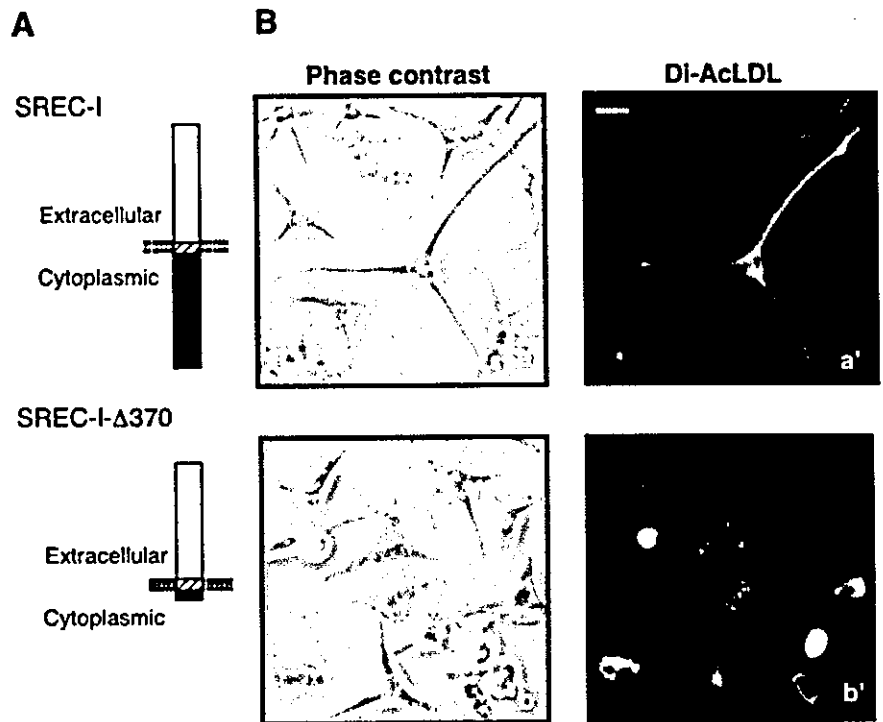 A
B
Phase contrast
Di-AcLDL
SREC-I
Extracellular
Cytoplasmic
a'
SREC-I-Δ370
Extracellular
Cytoplasmic
b'